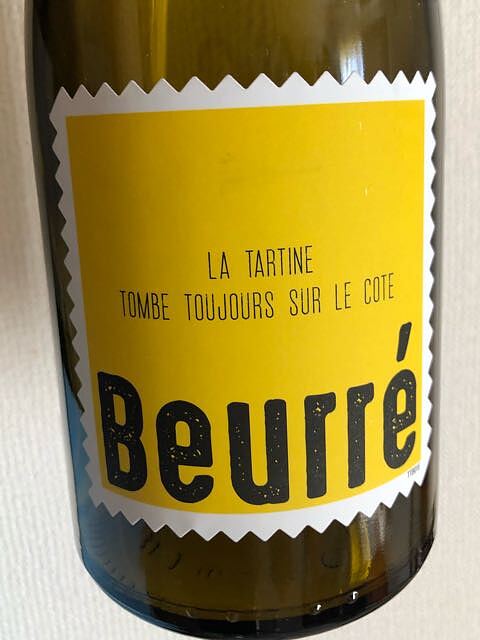 LA TARTINE
TOMBE TOUJOURS SUR LE COTE
Beurré